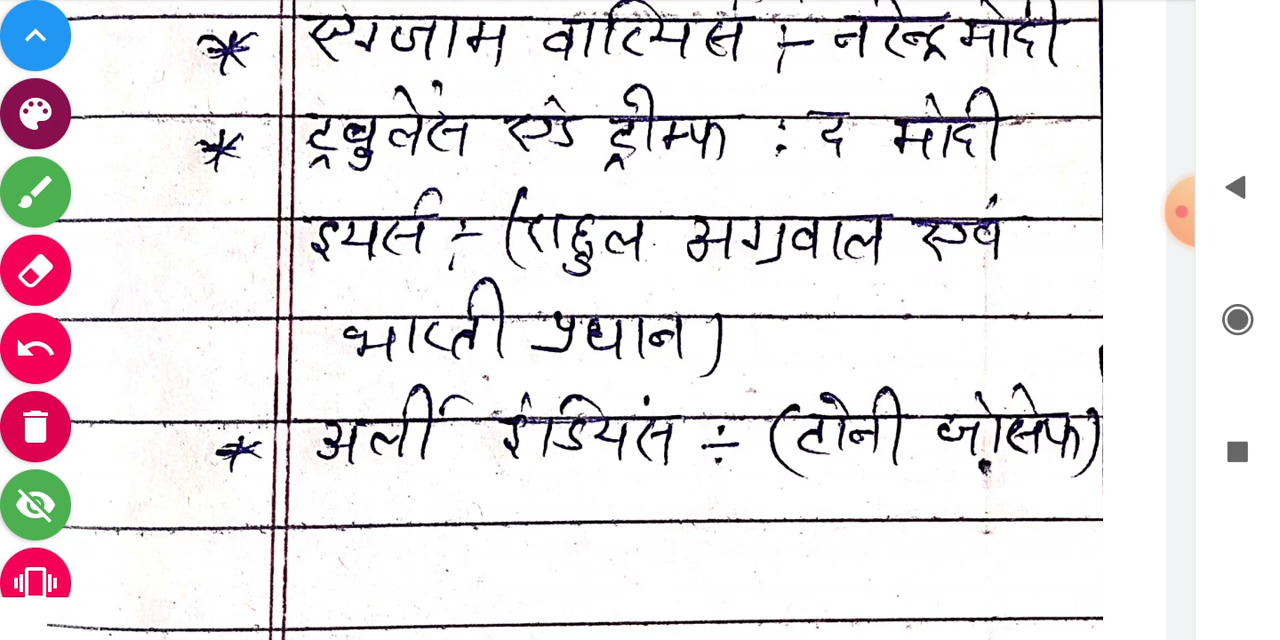 * एग्जाम वारियर्स :- नरेन्द्र मोदी
* ट्रबुलेंस एंड ट्रीम्फ : द मोदी
इयर्स :- (राहुल अग्रवाल एवं
भारती प्रधान)
* अर्ली इंडियंस ÷ (टोनी जोसेफ)